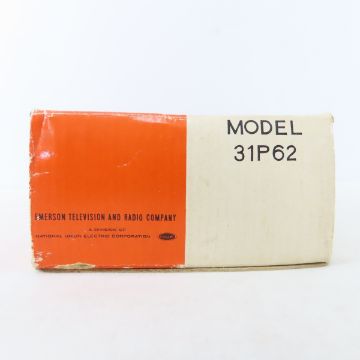 MODEL
31P62
EMERSON TELEVISION AND RADIO COMPANY
A DIVISION OF
NATIONAL UNION ELECTRIC CORPORATION